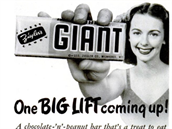 Ziegler's
GIANT
One BIG LIFT coming up!
A chocolate-'n'-peanut bar that's a treat to eat